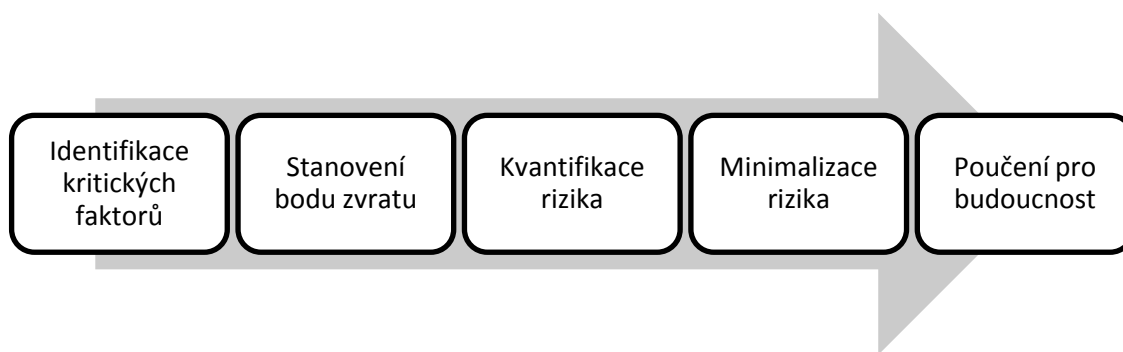 Identifikace
kritických
faktorů
Stanovení
bodu zvratu
Kvantifikace
rizika
Minimalizace
rizika
Poučení pro
budoucnost